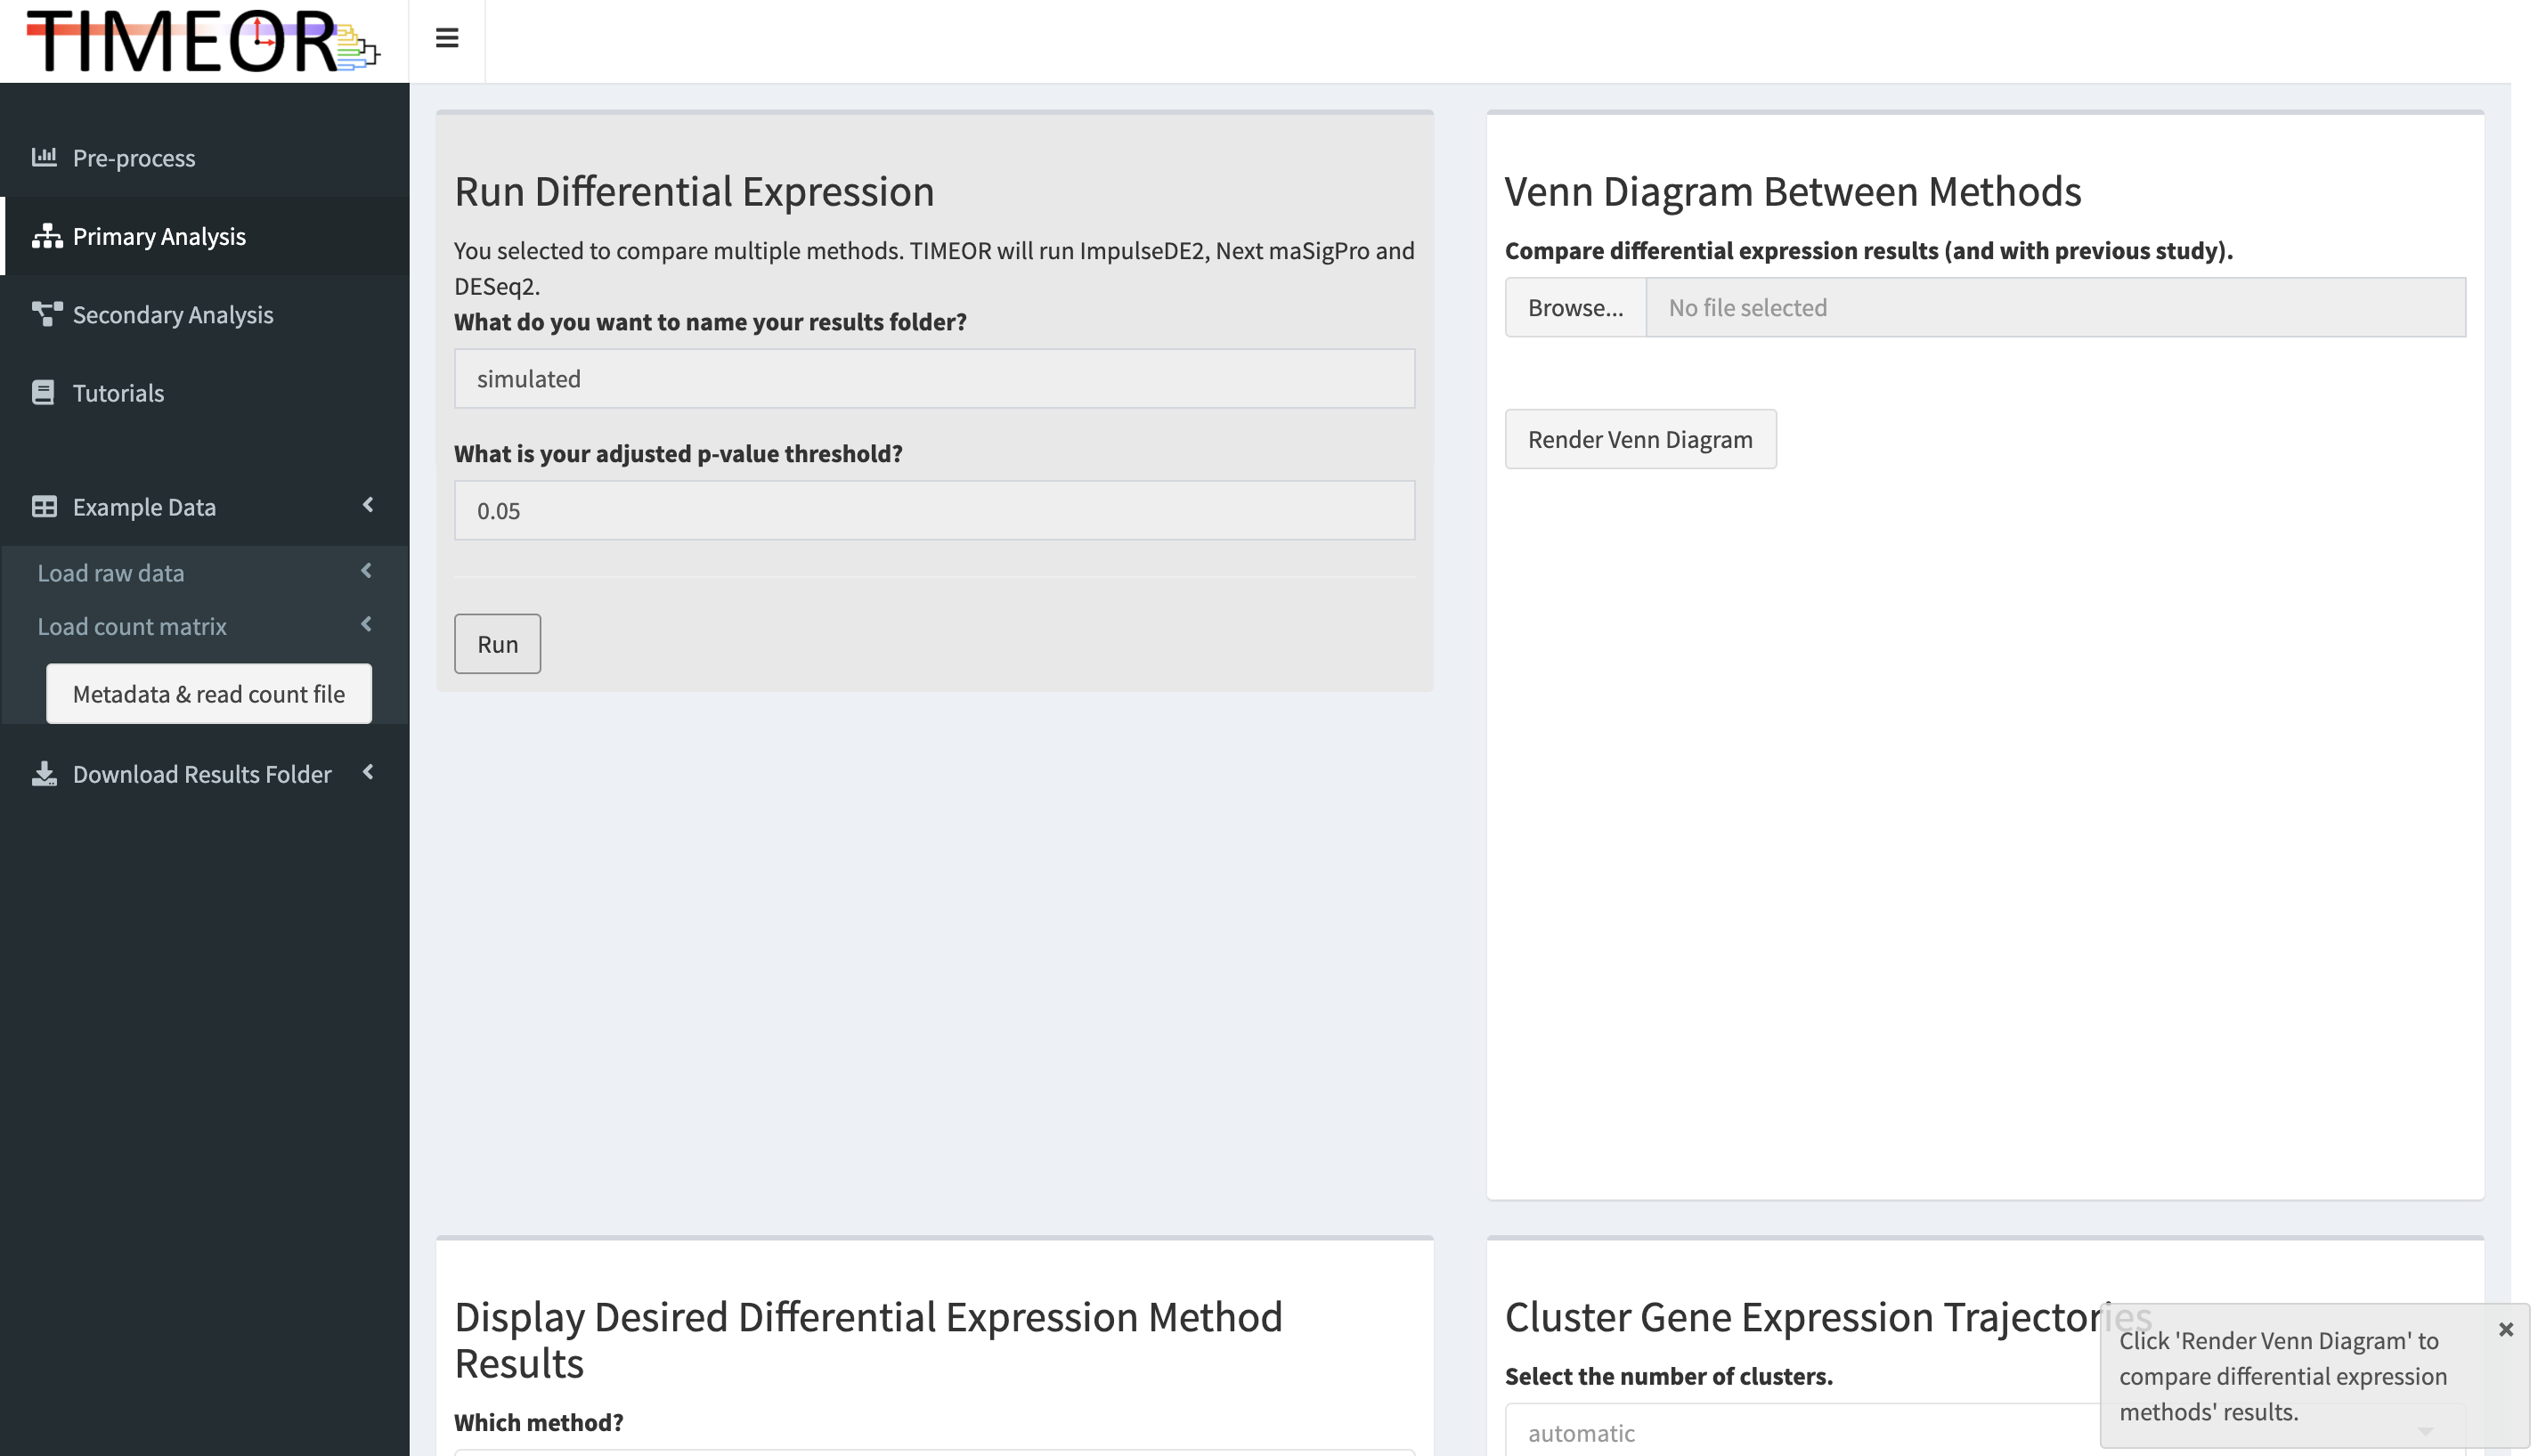 TIMEOR
Pre-process
Primary Analysis
Secondary Analysis
Tutorials
Example Data
Load raw data
Load count matrix
Metadata & read count file
Download Results Folder
Run Differential Expression
You selected to compare multiple methods. TIMEOR will run ImpulseDE2, Next maSigPro and
DESeq2.
What do you want to name your results folder?
simulated
What is your adjusted p-value threshold?
0.05
Run
Venn Diagram Between Methods
Compare differential expression results (and with previous study).
Browse...
No file selected
Render Venn Diagram
Display Desired Differential Expression Method
Results
Which method?
Cluster Gene Expression Trajectories
Select the number of clusters.
automatic
Click 'Render Venn Diagram' to
compare differential expression
methods' results.